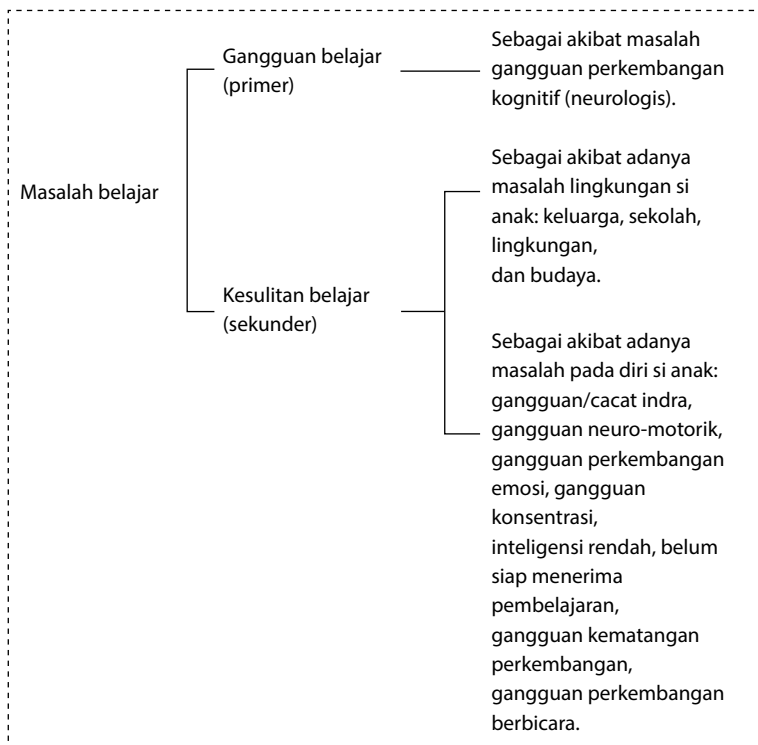 Masalah belajar
Gangguan belajar
(primer)
Sebagai akibat masalah
gangguan perkembangan
kognitif (neurologis).
Kesulitan belajar
(sekunder)
Sebagai akibat adanya
masalah lingkungan si
anak: keluarga, sekolah,
lingkungan,
dan budaya.
Sebagai akibat adanya
masalah pada diri si anak:
gangguan/cacat indra,
gangguan neuro-motorik,
gangguan perkembangan
emosi, gangguan
konsentrasi,
inteligensi rendah, belum
siap menerima
pembelajaran,
gangguan kematangan
perkembangan,
gangguan perkembangan
berbicara.